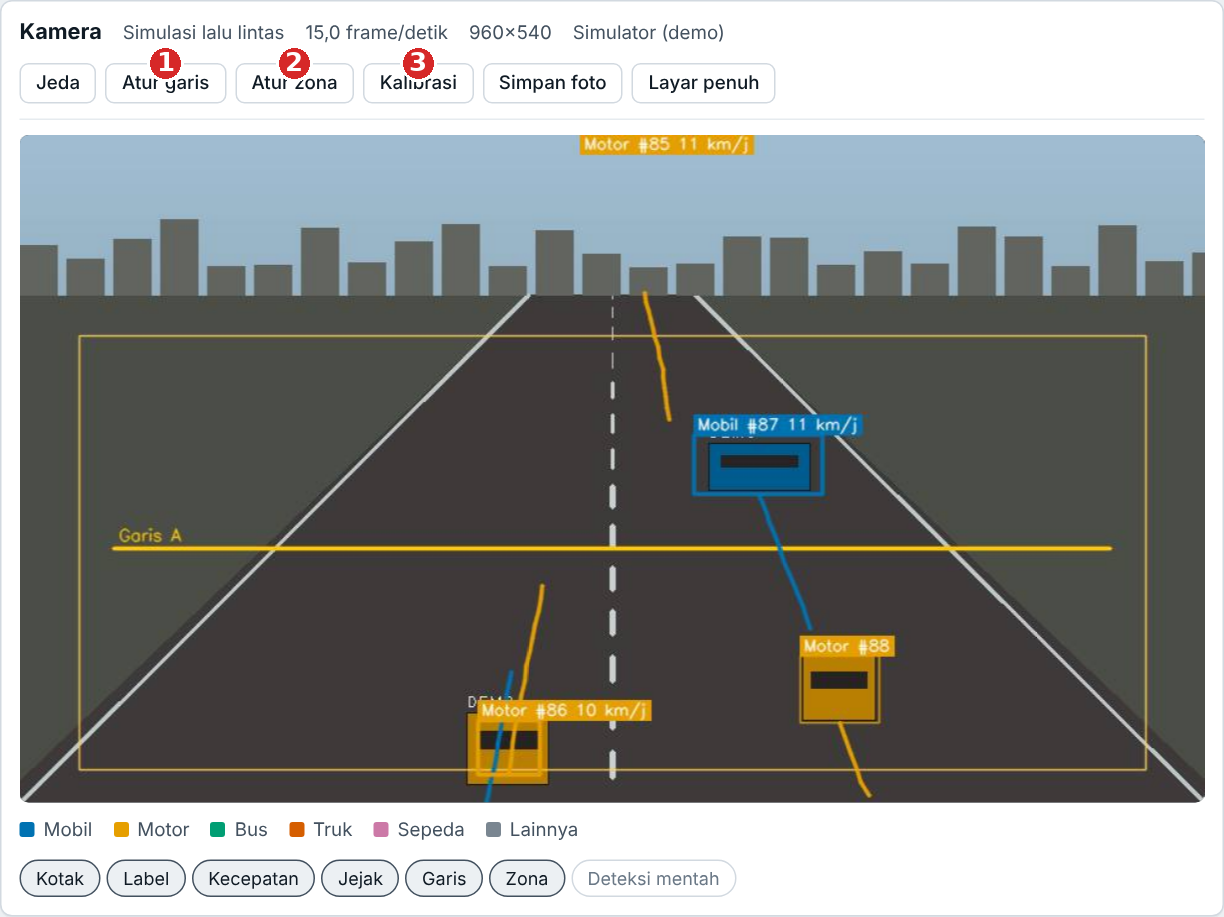 Kamera Simulasi lalu lintas 15,0 frame/detik 960×540 Simulator (demo)
1 2 3
Jeda Atur garis Atur zona Kalibrasi Simpan foto Layar penuh
Motor #85 11 km/j
Mobil #87 11 km/j
Garis A
Motor #88
Motor #86 10 km/j
Mobil Motor Bus Truk Sepeda Lainnya
Kotak Label Kecepatan Jejak Garis Zona Deteksi mentah